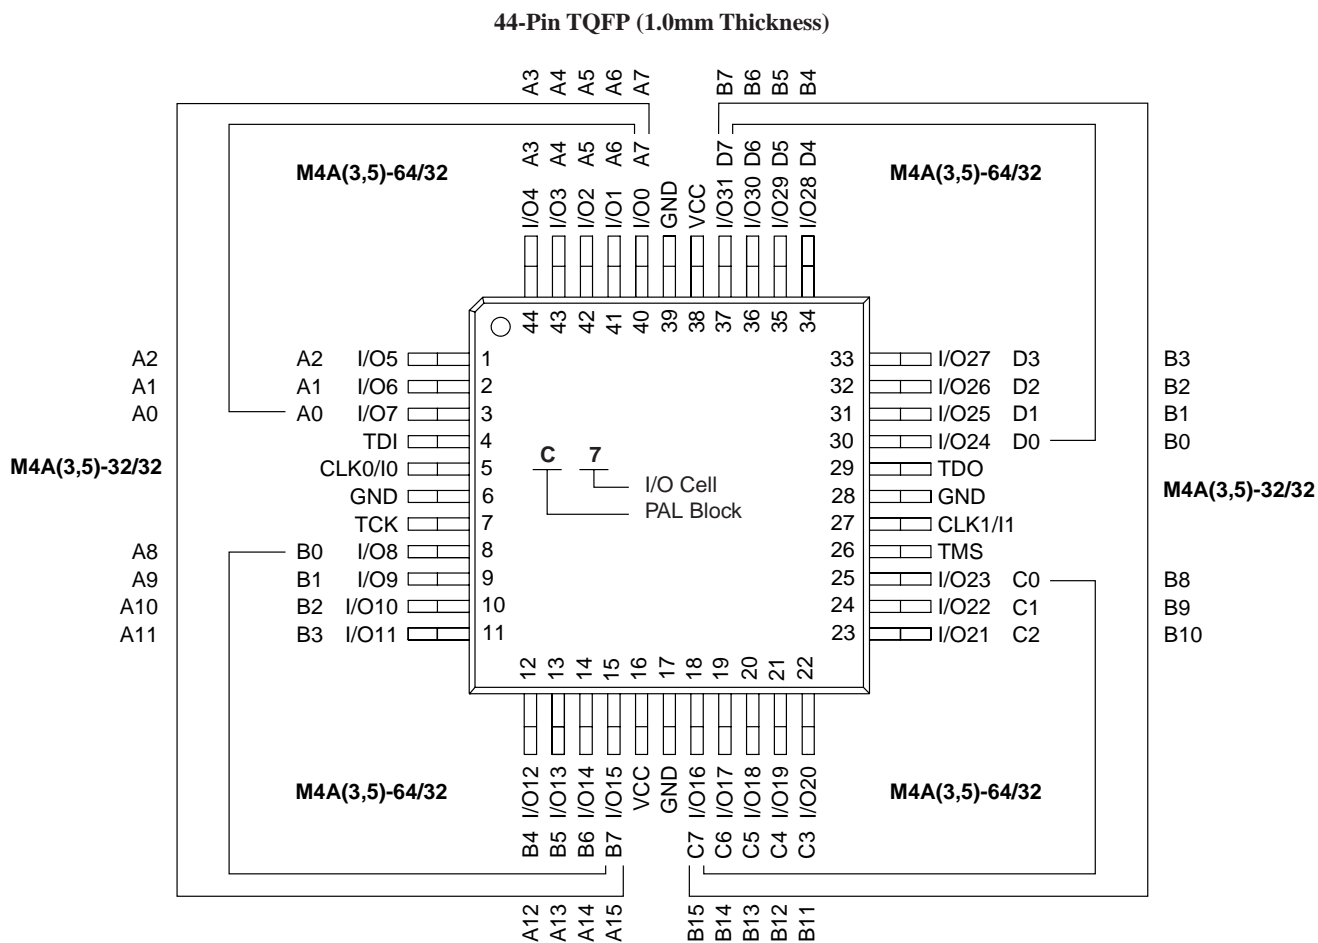 44-Pin TQFP (1.0mm Thickness)
A3 A4 A5 A6 A7 B7 B6 B5 B4
A3 A4 A5 A6 A7 D7 D6 D5 D4
M4A(3,5)-64/32 M4A(3,5)-64/32
I/O4 I/O3 I/O2 I/O1 I/O0 GND VCC I/O31 I/O30 I/O29 I/O28
44 43 42 41 40 39 38 37 36 35 34
A2 A2 I/O5 1 33 I/O27 D3 B3
A1 A1 I/O6 2 32 I/O26 D2 B2
A0 A0 I/O7 3 31 I/O25 D1 B1
TDI 4 30 I/O24 D0 B0
M4A(3,5)-32/32 CLK0/I0 5 C 7 29 TDO
GND 6 I/O Cell 28 GND M4A(3,5)-32/32
TCK 7 PAL Block 27 CLK1/I1
A8 B0 I/O8 8 26 TMS
A9 B1 I/O9 9 25 I/O23 C0 B8
A10 B2 I/O10 10 24 I/O22 C1 B9
A11 B3 I/O11 11 23 I/O21 C2 B10
12 13 14 15 16 17 18 19 20 21 22
I/O12 I/O13 I/O14 I/O15 VCC GND I/O16 I/O17 I/O18 I/O19 I/O20
M4A(3,5)-64/32 M4A(3,5)-64/32
B4 B5 B6 B7 C7 C6 C5 C4 C3
A12 A13 A14 A15 B15 B14 B13 B12 B11